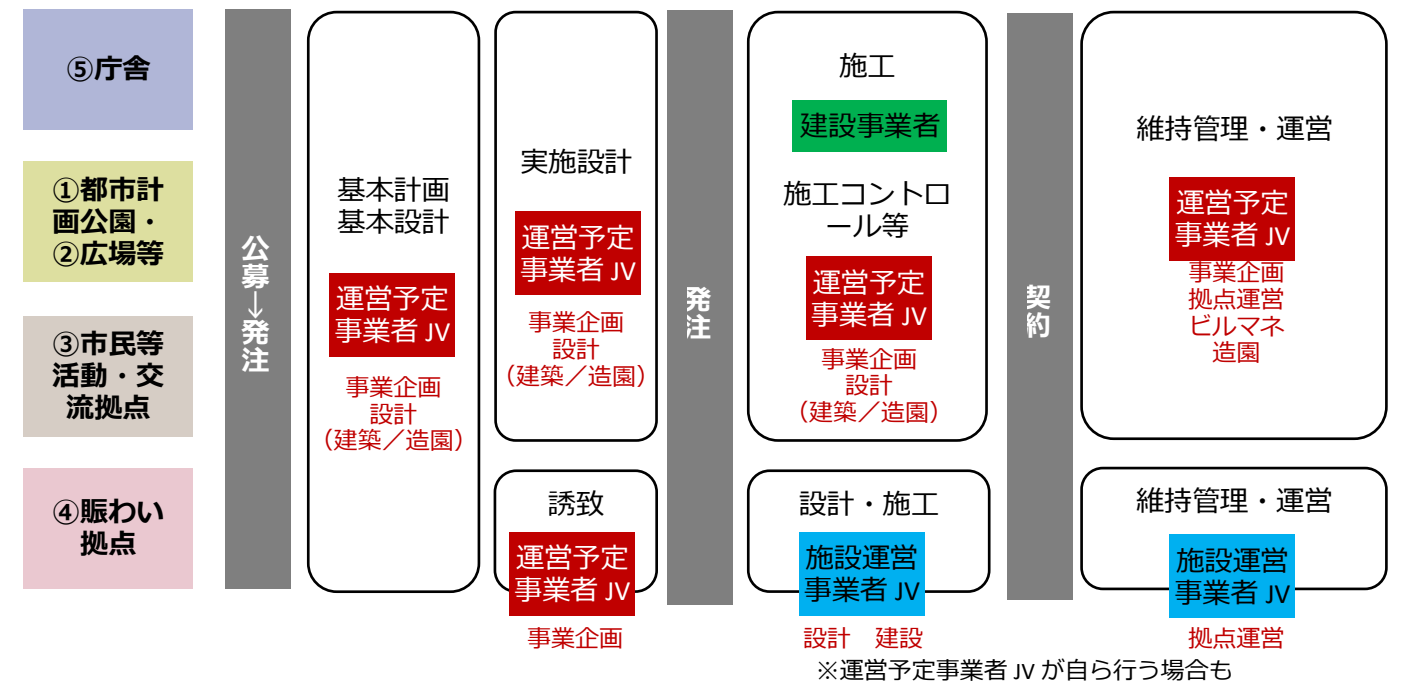 ⑤庁舎
①都市計
画公園・
②広場等
③市民等
活動・交
流拠点
④賑わい
拠点
公募→発注
基本計画
基本設計
運営予定
事業者 JV
事業企画
設計
（建築／造園）
実施設計
運営予定
事業者 JV
事業企画
設計
（建築／造園）
誘致
運営予定
事業者 JV
事業企画
発注
施工
建設事業者
施工コントロ
ール等
運営予定
事業者 JV
事業企画
設計
（建築／造園）
設計・施工
施設運営
事業者 JV
設計　建設
契約
維持管理・運営
運営予定
事業者 JV
事業企画
拠点運営
ビルマネ
造園
維持管理・運営
施設運営
事業者 JV
拠点運営
※運営予定事業者 JV が自ら行う場合も